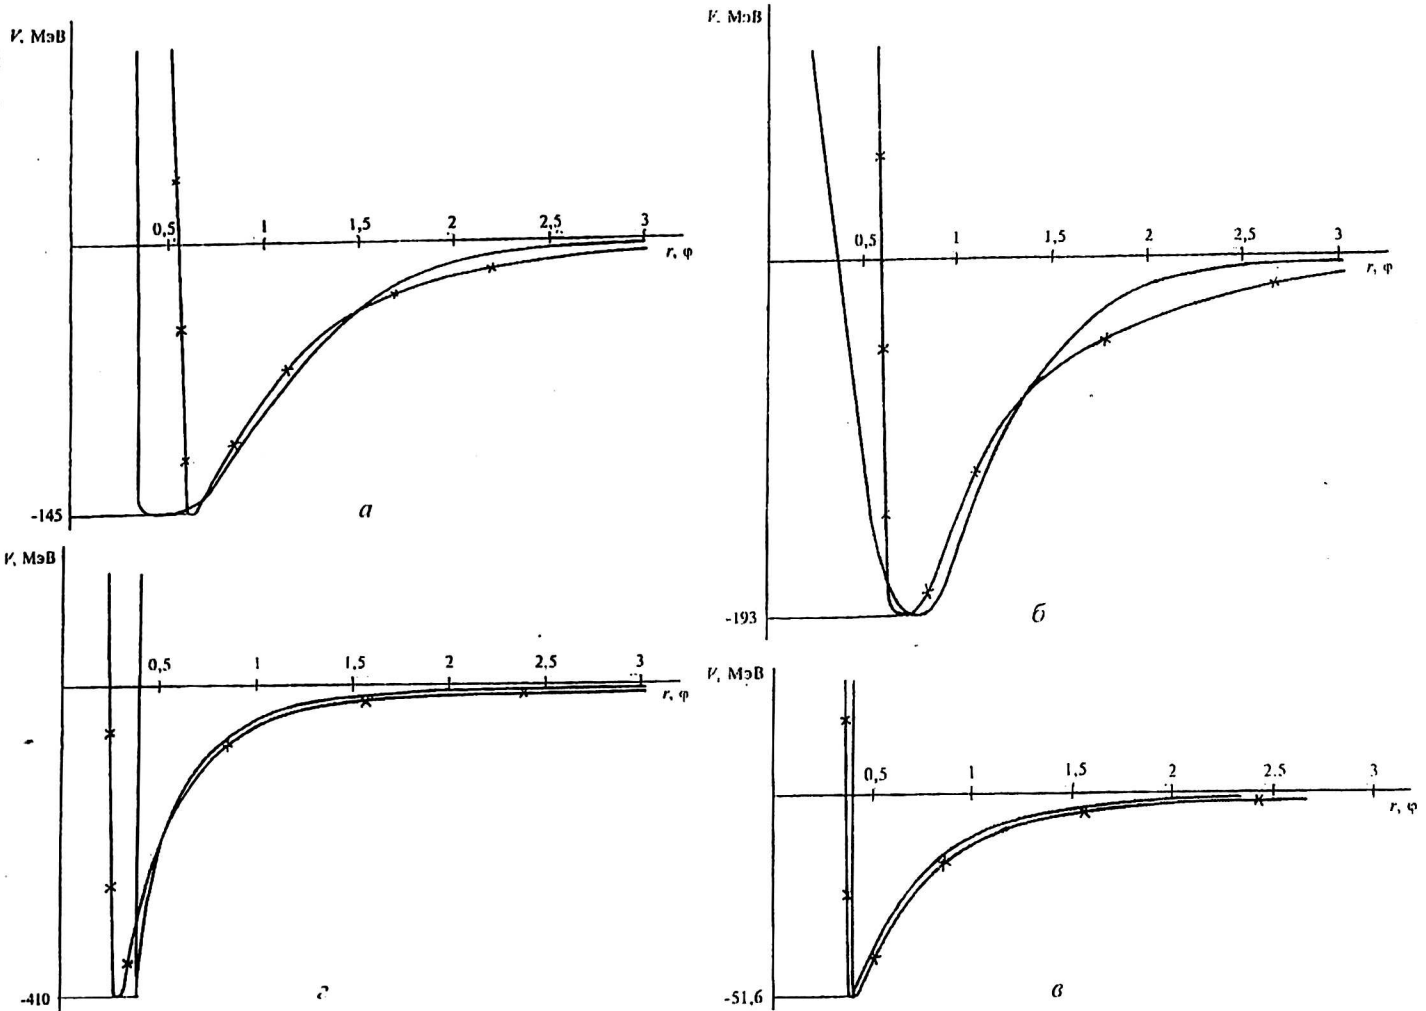 V, МэВ
0,5 1 1,5 2 2,5 3
r, φ
-145
а
V, МэВ
0,5 1 1,5 2 2,5 3
r, φ
-193
б
V, МэВ
0,5 1 1,5 2 2,5 3
r, φ
-410
г
V, МэВ
0,5 1 1,5 2 2.5 3
r, φ
-51,6
в